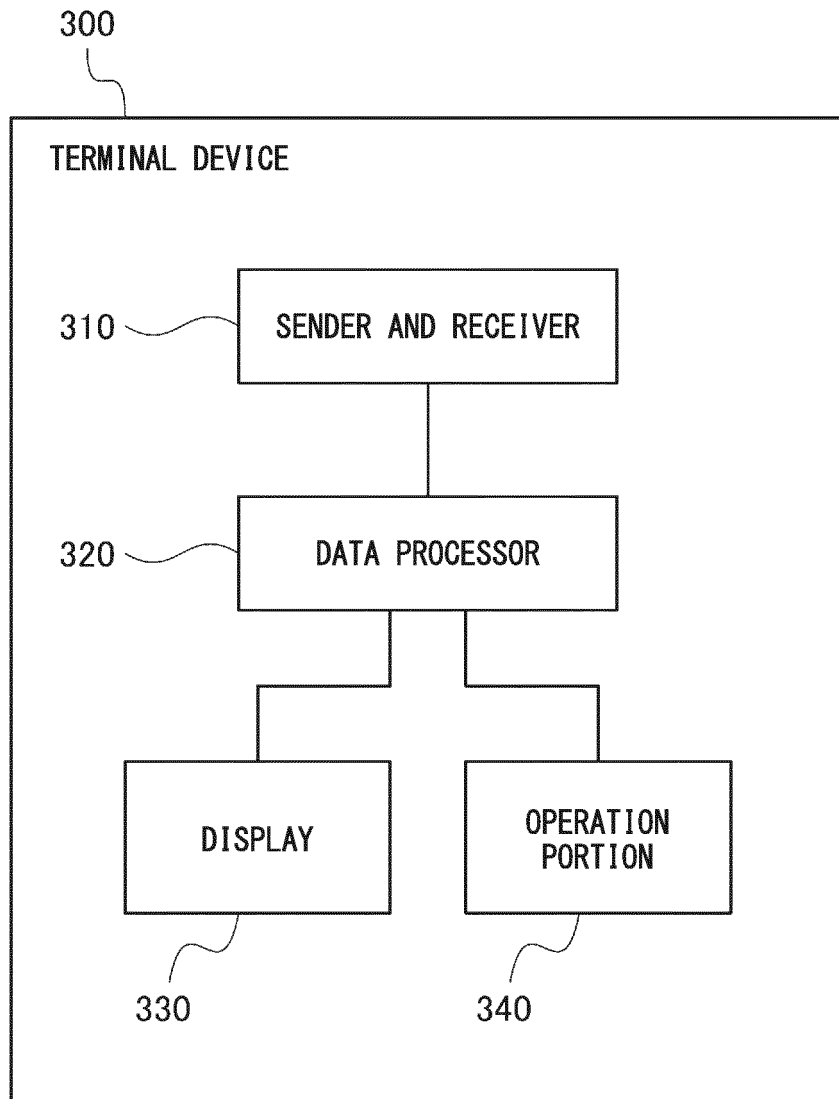 300
TERMINAL DEVICE
310
SENDER AND RECEIVER
320
DATA PROCESSOR
DISPLAY
OPERATION
PORTION
330
340